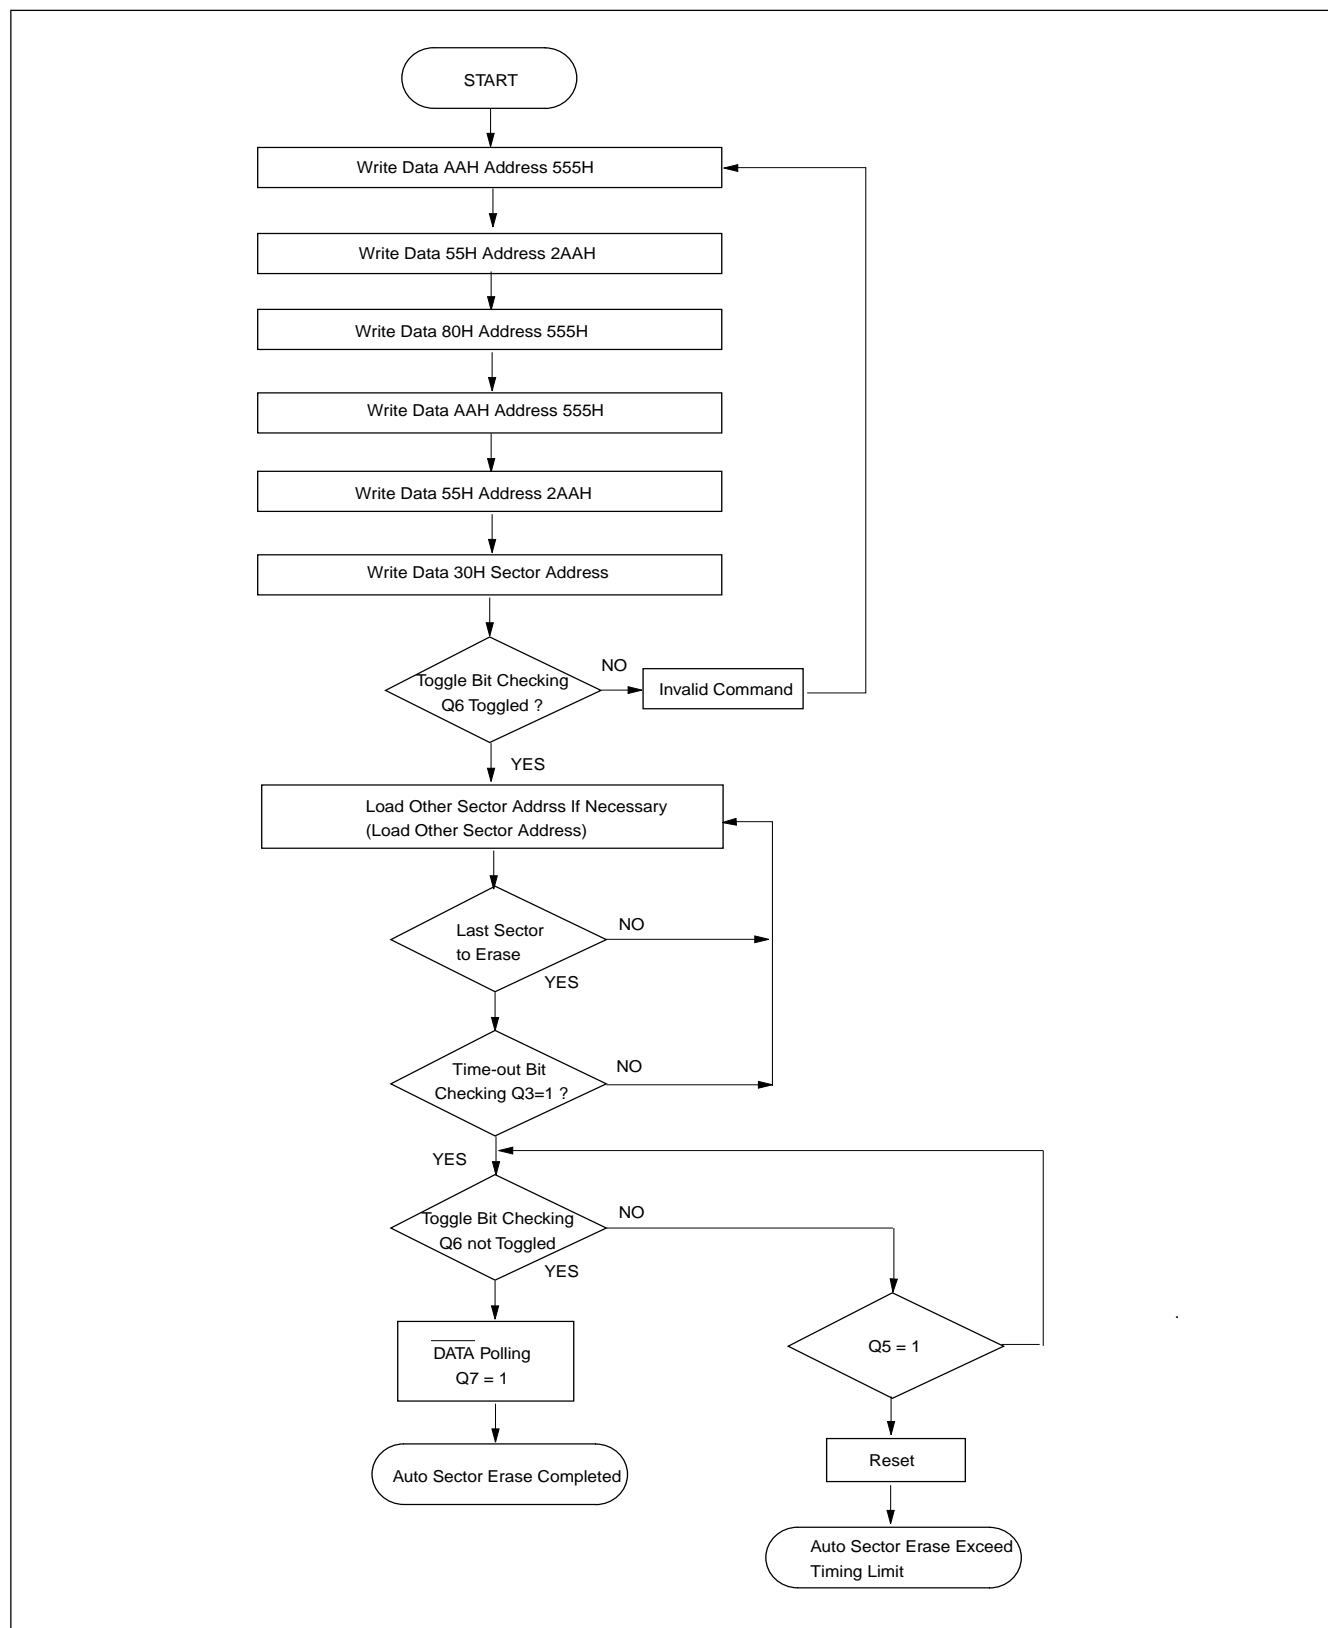 START
Write Data AAH Address 555H
Write Data 55H Address 2AAH
Write Data 80H Address 555H
Write Data AAH Address 555H
Write Data 55H Address 2AAH
Write Data 30H Sector Address
Toggle Bit Checking
Q6 Toggled ?
NO
Invalid Command
YES
Load Other Sector Addrss If Necessary
(Load Other Sector Address)
Last Sector
to Erase
NO
YES
Time-out Bit
Checking Q3=1 ?
NO
YES
Toggle Bit Checking
Q6 not Toggled
NO
YES
DATA Polling
Q7 = 1
Q5 = 1
Reset
Auto Sector Erase Completed
Auto Sector Erase Exceed
Timing Limit